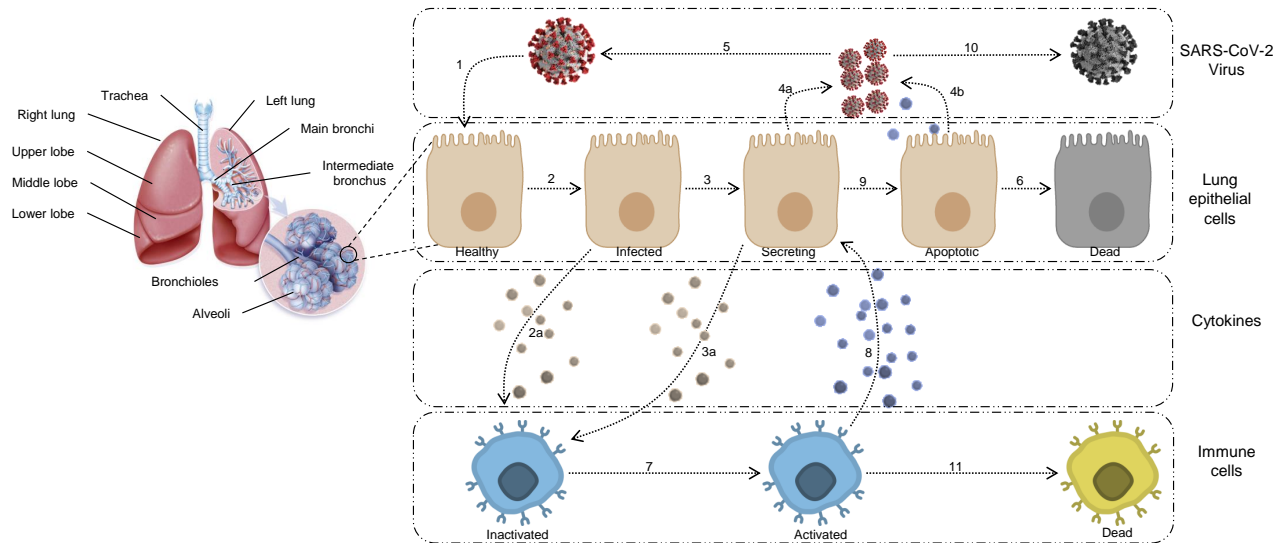 Trachea
Left lung
Right lung
Main bronchi
Upper lobe
Intermediate
bronchus
Middle lobe
Lower lobe
Bronchioles
Alveoli
1
5
10
4a
4b
SARS-CoV-2
Virus
2
3
9
6
Healthy
Infected
Secreting
Apoptotic
Dead
Lung
epithelial
cells
2a
3a
8
Cytokines
7
11
Inactivated
Activated
Dead
Immune
cells